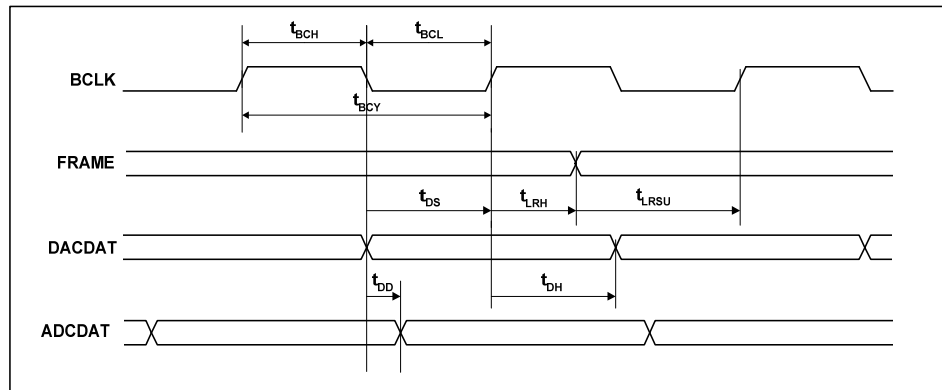 tBCH tBCL
BCLK
tBCY
FRAME
tDS tLRH tLRSU
DACDAT
tDD tDH
ADCDAT